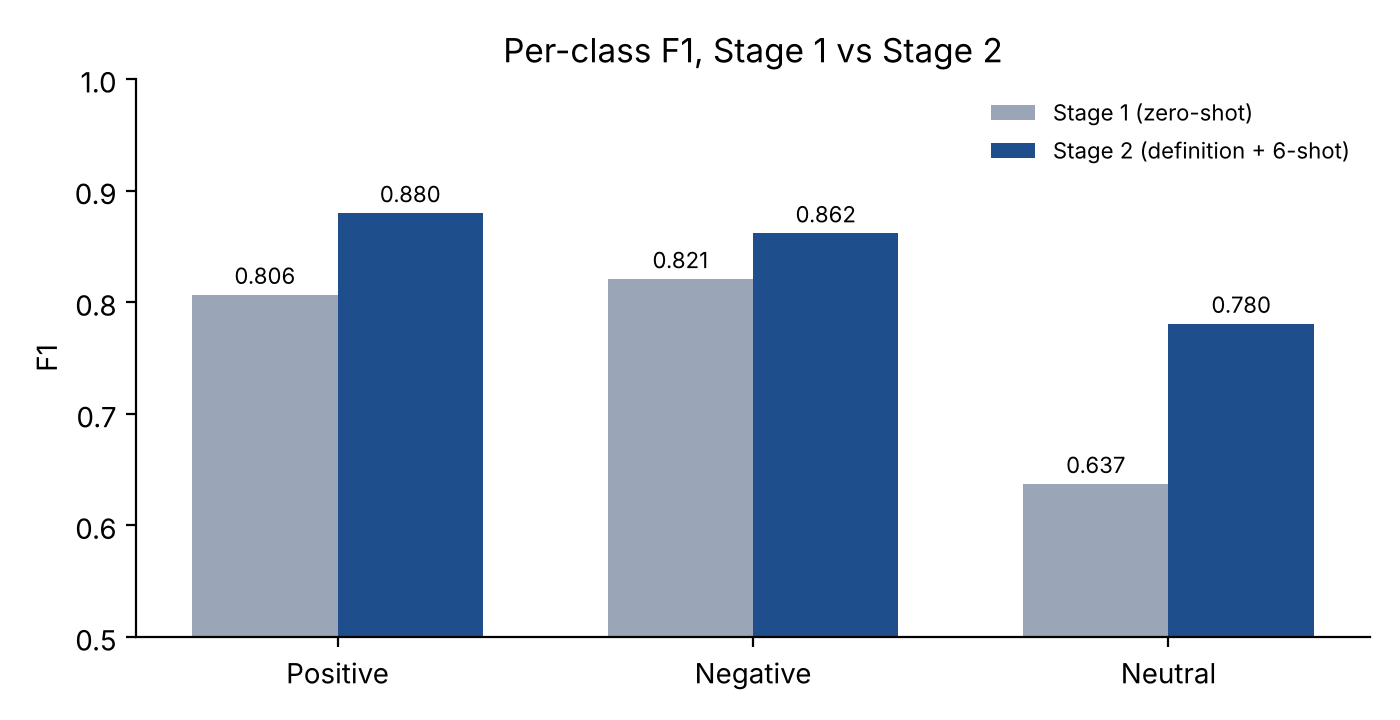 Per-class F1, Stage 1 vs Stage 2
1.0
0.9
0.8
0.7
0.6
0.5
F1
Stage 1 (zero-shot)
Stage 2 (definition + 6-shot)
0.806
0.880
0.821
0.862
0.637
0.780
Positive
Negative
Neutral